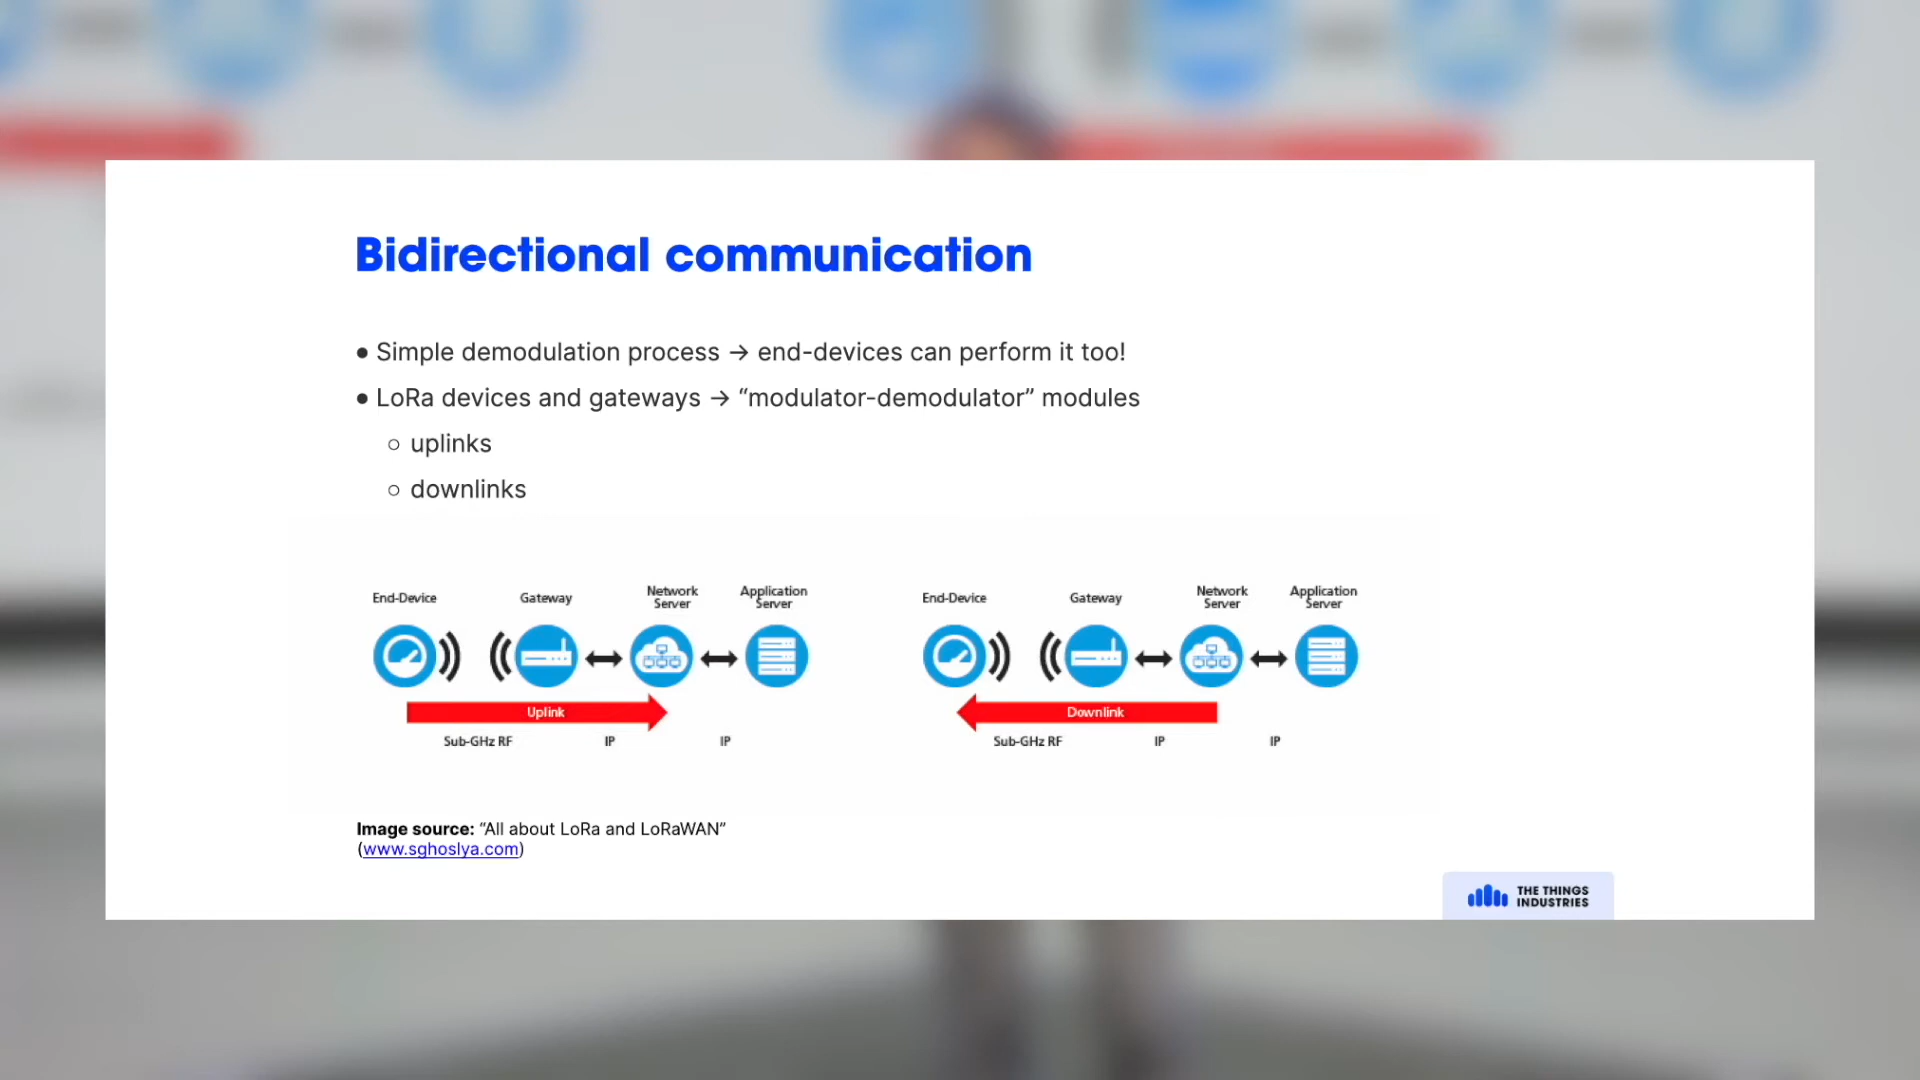 Bidirectional communication
● Simple demodulation process → end-devices can perform it too!
● LoRa devices and gateways → “modulator-demodulator” modules
○ uplinks
○ downlinks
End-Device Gateway Network Server Application Server
Uplink
Sub-GHz RF IP IP
End-Device Gateway Network Server Application Server
Downlink
Sub-GHz RF IP IP
Image source: “All about LoRa and LoRaWAN”
(www.sghoslya.com)
THE THINGS
INDUSTRIES